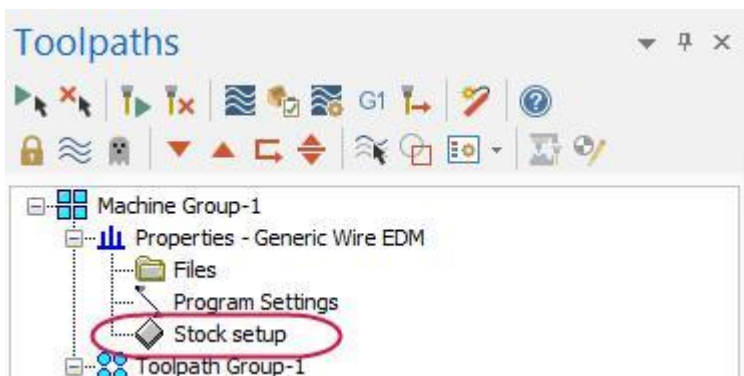 Toolpaths
G1
Machine Group-1
Properties - Generic Wire EDM
Files
Program Settings
Stock setup
Toolpath Group-1